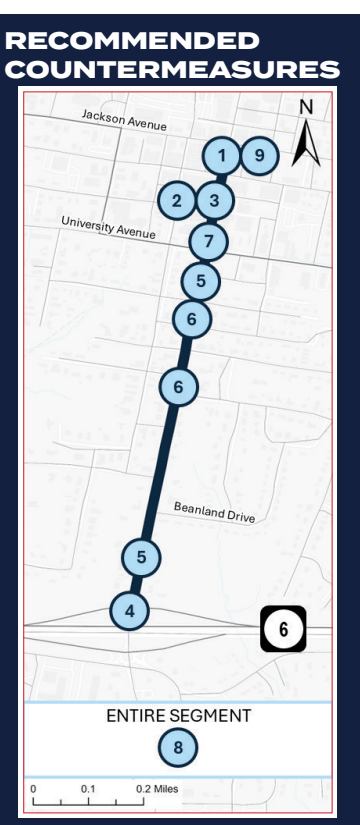 RECOMMENDED
COUNTERMEASURES
N
Jackson Avenue
1 9
2 3
University Avenue
7
5
6
6
Beanland Drive
5
4
6
ENTIRE SEGMENT
8
0 0.1 0.2 Miles